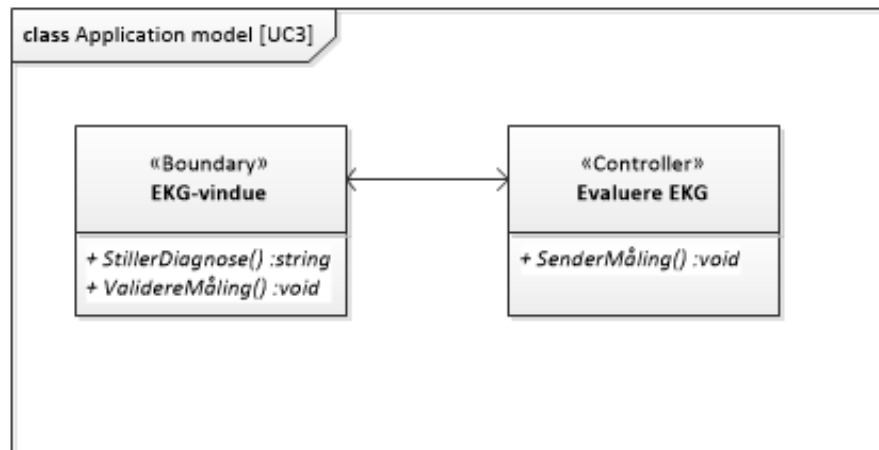 class Application model [UC3]
«Boundary»
EKG-vindue
+ StillerDiagnose() :string
+ ValidereMåling() :void
«Controller»
Evaluere EKG
+ SenderMåling() :void